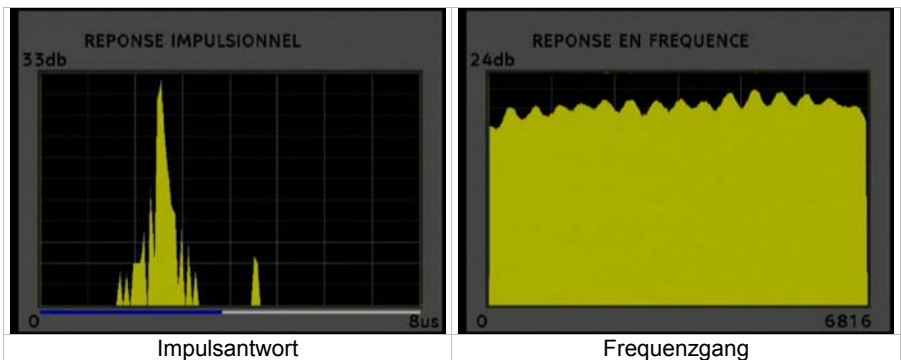 REPONSE IMPULSIONNEL
33db
0
8us
Impulsantwort
REPONSE EN FREQUENCE
24db
0
6816
Frequenzgang